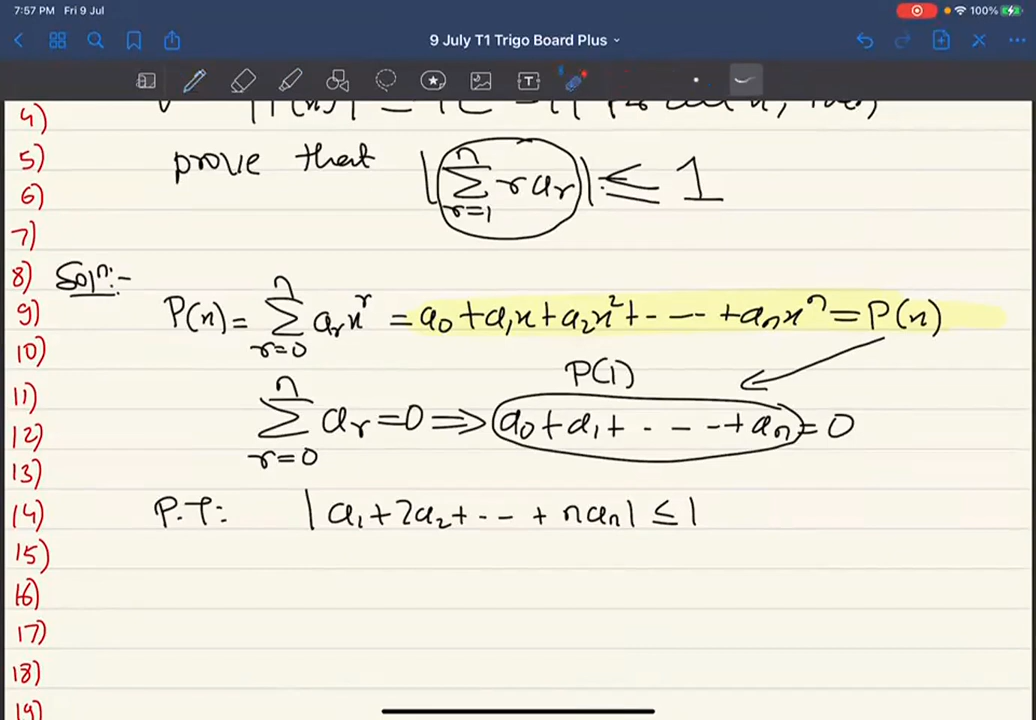 7:57 PM Fri 9 Jul
100%
9 July T1 Trigo Board Plus
4)
5) prove that |∑_{r=1}^{n} r a_r| ≤ 1
6)
7)
8) Solⁿ:-
9) P(x) = ∑_{r=0}^{n} a_r x^r = a_0 + a_1x + a_2x^2 + - - - + a_nx^n = P(x)
10)
P(1)
11)
12) ∑_{r=0}^{n} a_r = 0 ⇒ a_0 + a_1 + - - - + a_n = 0
13)
14) P.T: |a_1 + 2a_2 + - - - + na_n| ≤ 1
15)
16)
17)
18)
19)